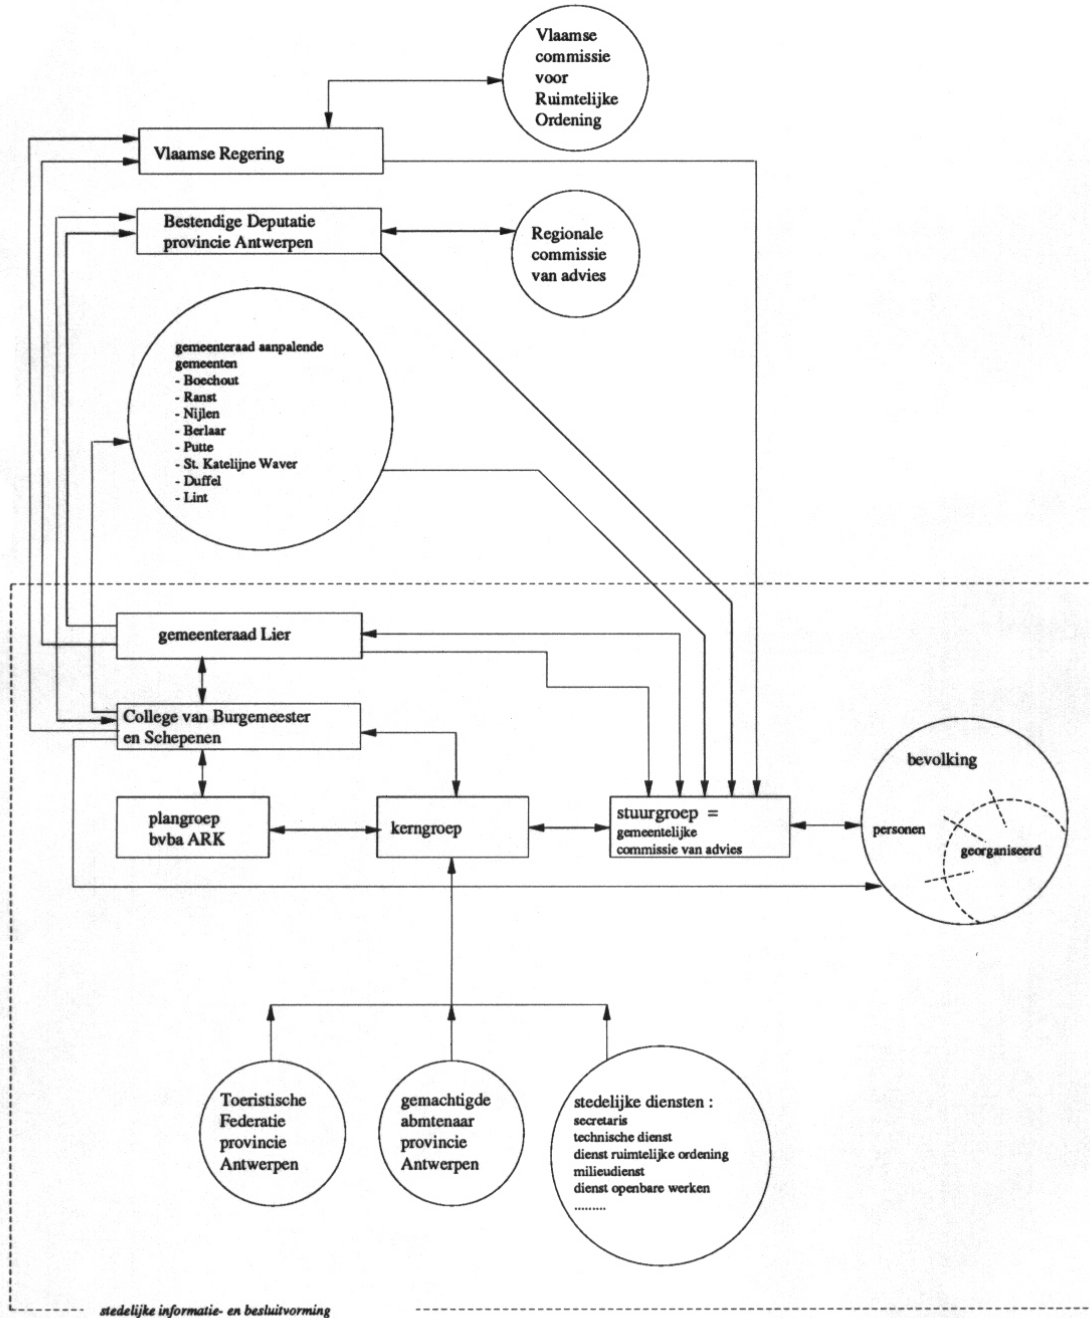 Vlaamse
commissie
voor
Ruimtelijke
Ordening
Vlaamse Regering
Bestendige Deputatie
provincie Antwerpen
Regionale
commissie
van advies
gemeenteraad aanpalende
gemeenten
- Boechout
- Ranst
- Nijlen
- Berlaar
- Putte
- St. Katelijne Waver
- Duffel
- Lint
gemeenteraad Lier
College van Burgemeester
en Schepenen
plangroep
bvba ARK
kerngroep
stuurgroep =
gemeentelijke
commissie van advies
bevolking
personen
georganiseerd
Toeristische
Federatie
provincie
Antwerpen
gemachtigde
abmtenaar
provincie
Antwerpen
stedelijke diensten :
secretaris
technische dienst
dienst ruimtelijke ordening
milieudienst
dienst openbare werken
.........
stedelijke informatie- en besluitvorming